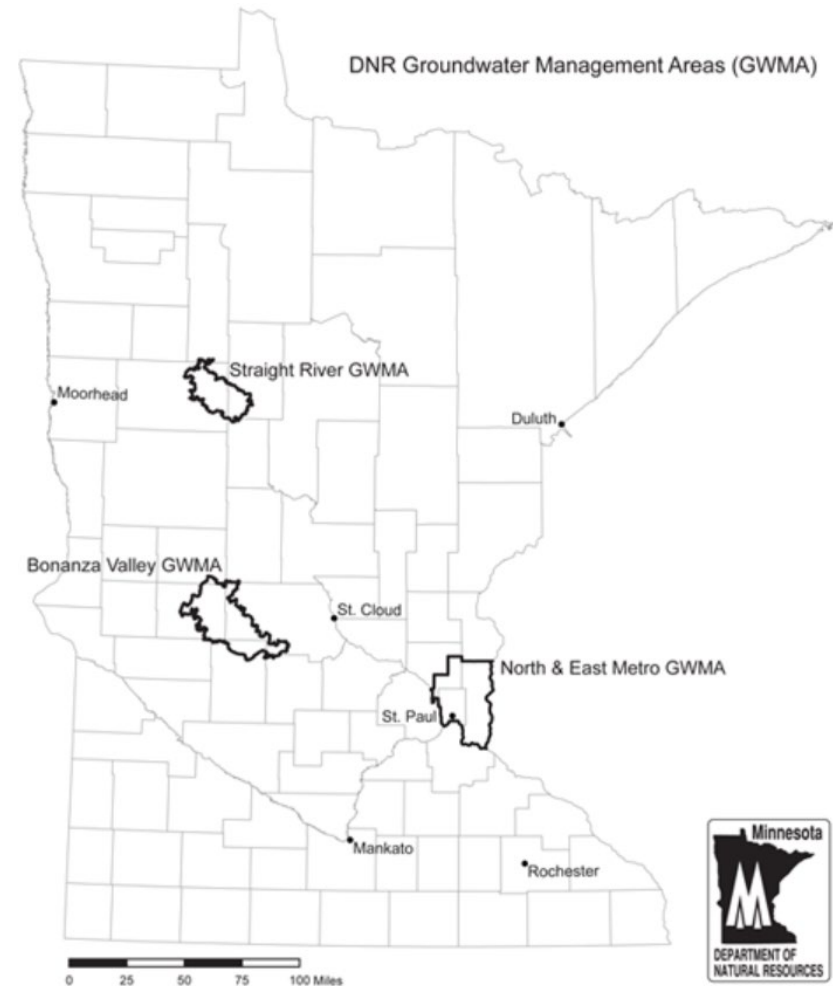 DNR Groundwater Management Areas (GWMA)
Straight River GWMA
Moorhead
Duluth
Bonanza Valley GWMA
St. Cloud
North & East Metro GWMA
St. Paul
Mankato
Rochester
Minnesota
DEPARTMENT OF
NATURAL RESOURCES
0 25 50 75 100 Miles